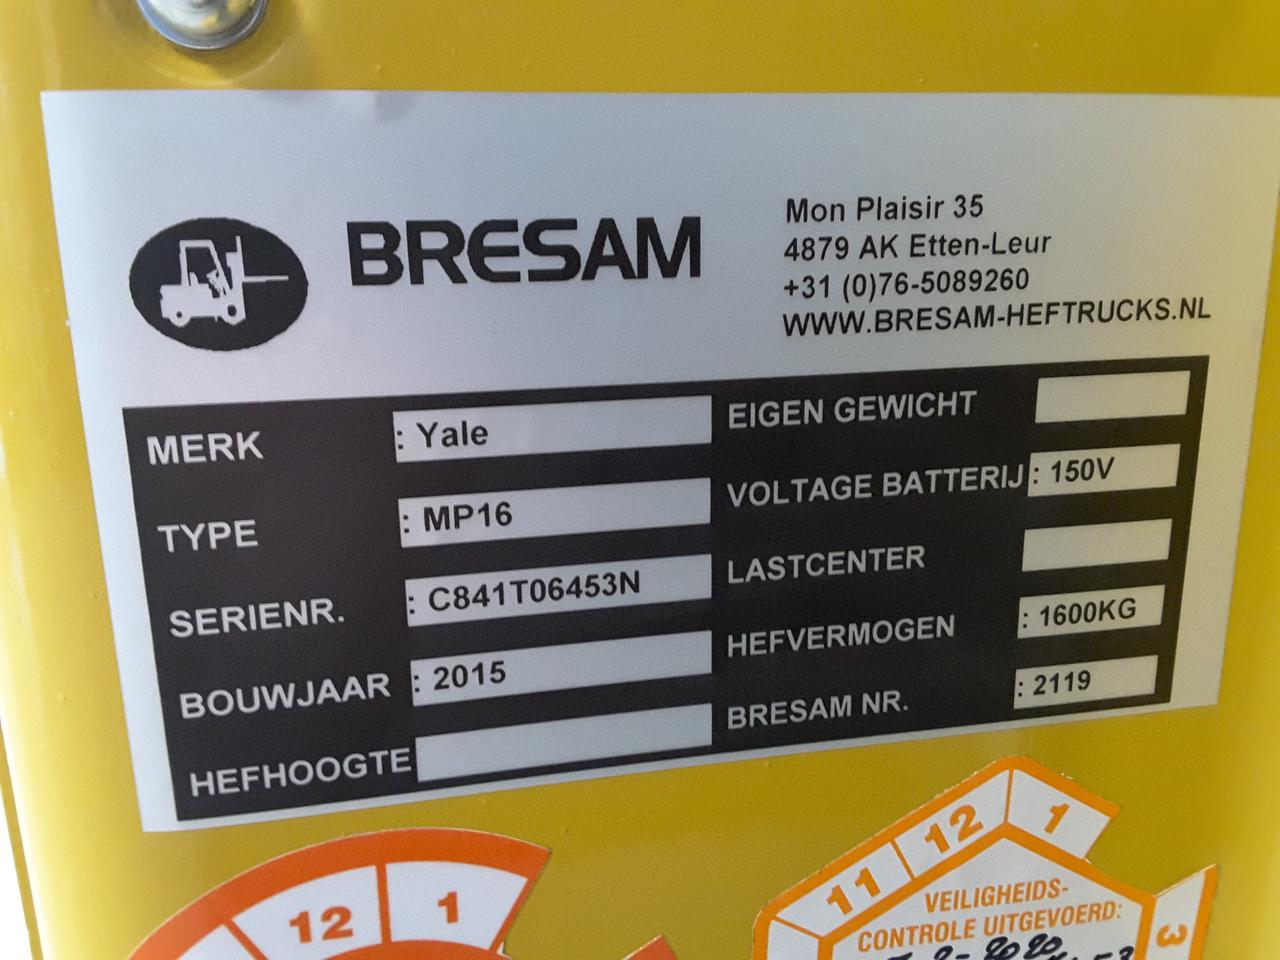 BRESAM
Mon Plaisir 35
4879 AK Etten-Leur
+31 (0)76-5089260
WWW.BRESAM-HEFTRUCKS.NL
MERK : Yale
TYPE : MP16
SERIENR. : C841T06453N
BOUWJAAR : 2015
HEFHOOGTE
EIGEN GEWICHT
VOLTAGE BATTERIJ : 150V
LASTCENTER
HEFVERMOGEN : 1600KG
BRESAM NR. : 2119
12 1
11 12 1
3
VEILIGHEIDS-
CONTROLE UITGEVOERD:
2-2020